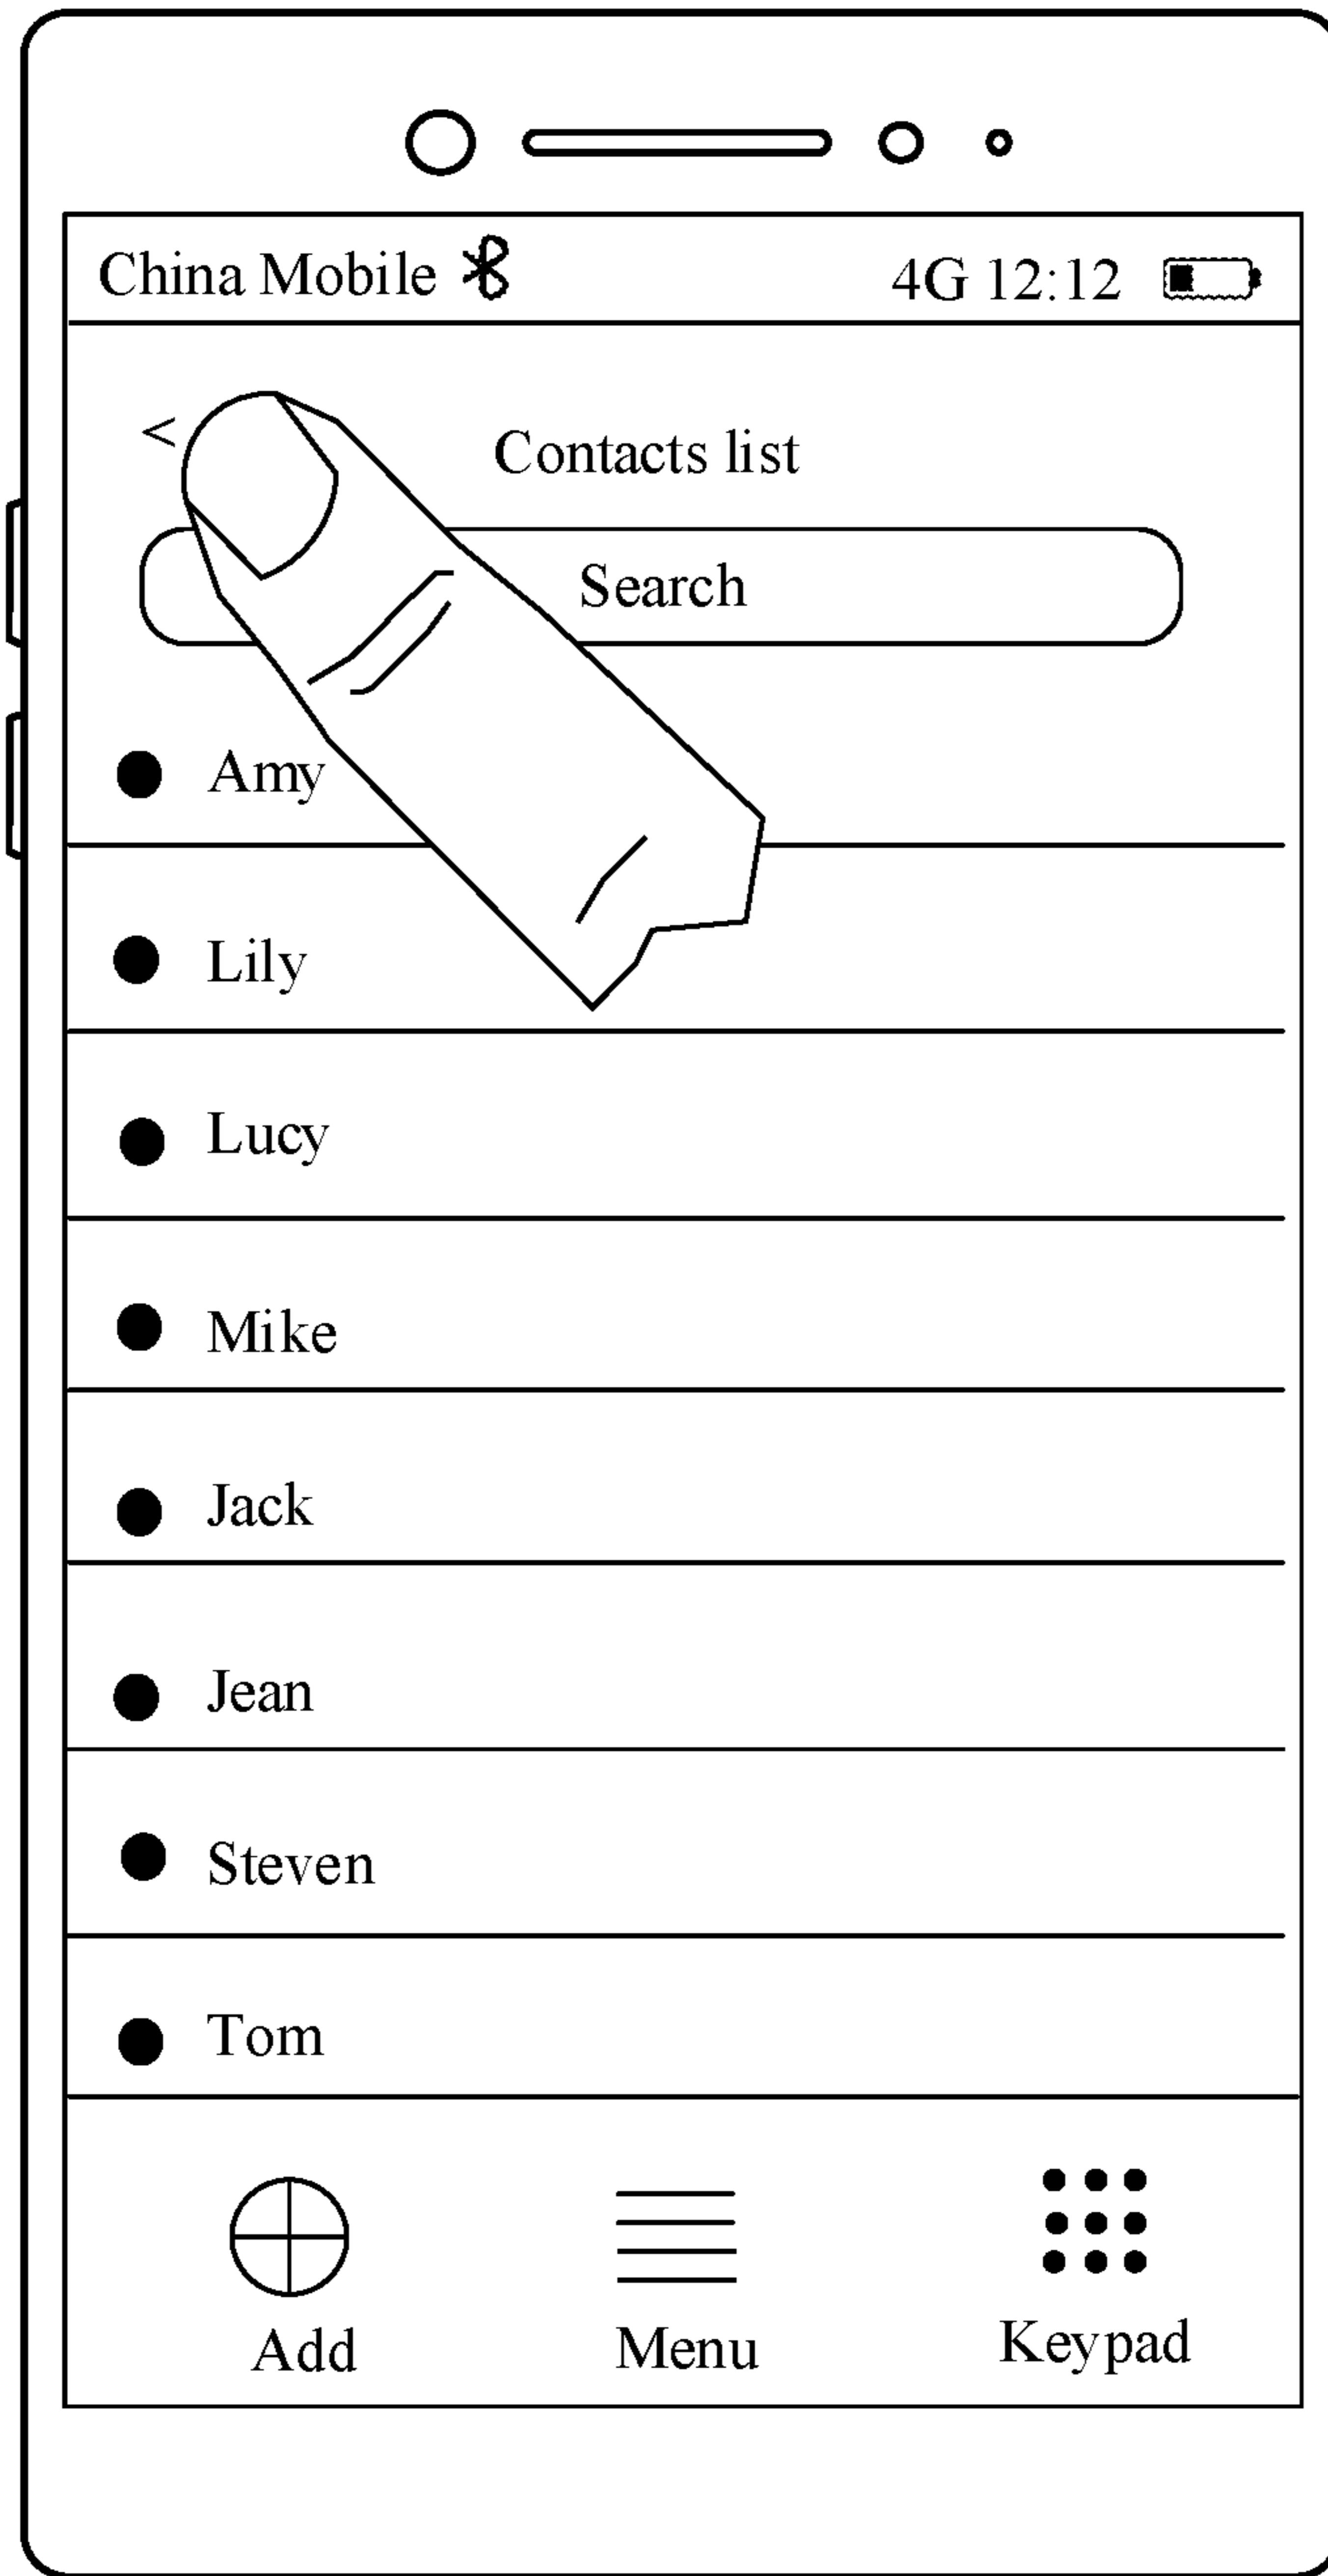 China Mobile 4G 12:12
< Contacts list
Search
Amy
Lily
Lucy
Mike
Jack
Jean
Steven
Tom
Add Menu Keypad